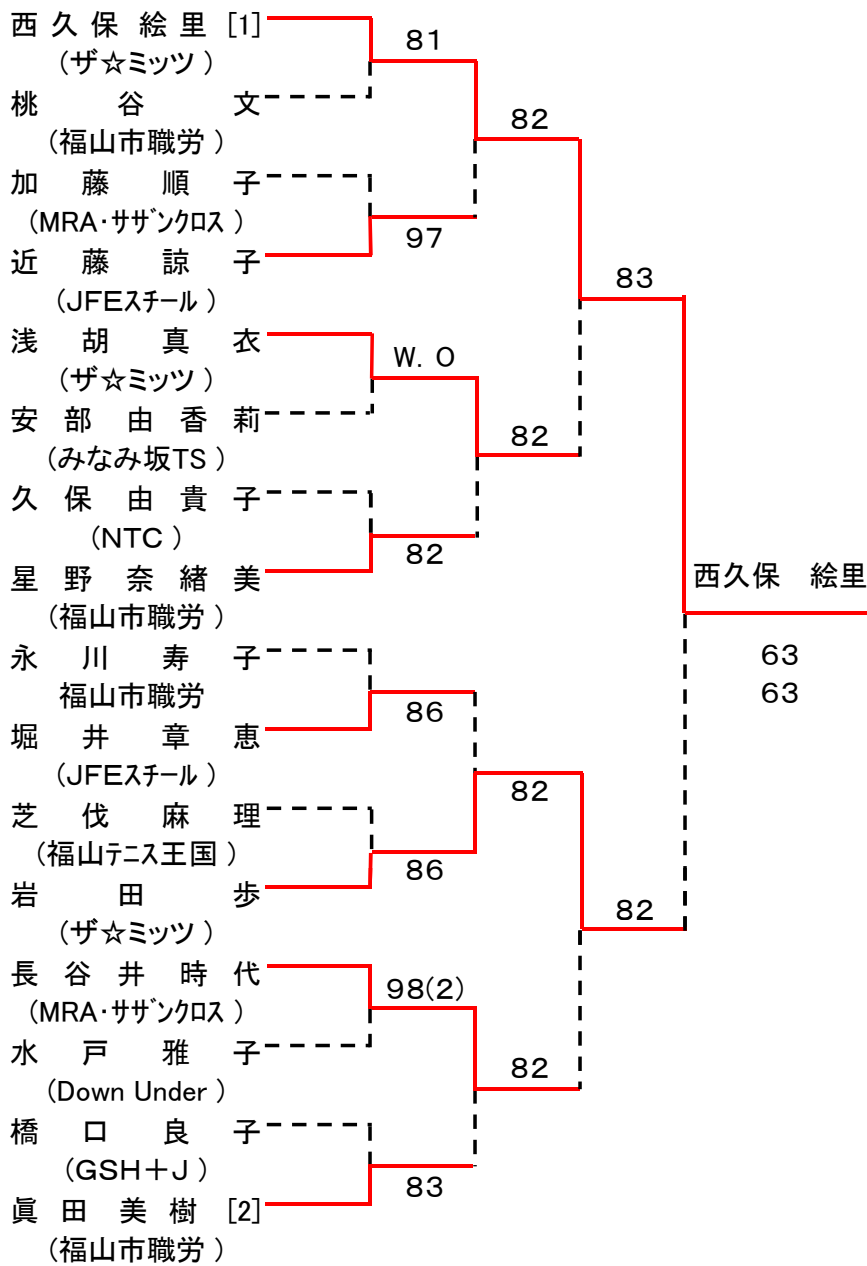 西久保絵里 [1]
(ザ☆ミッツ)
81
桃谷文
(福山市職労)
82
加藤順子
(MRA・サザンクロス)
97
近藤諒子
(JFEスチール)
83
浅胡真衣
(ザ☆ミッツ)
W.O
安部由香莉
(みなみ坂TS)
82
久保由貴子
(NTC)
82
星野奈緒美
(福山市職労)
西久保 絵里
63
63
永川寿子
福山市職労
86
堀井章恵
(JFEスチール)
82
芝伐麻理
(福山テニス王国)
86
岩田歩
(ザ☆ミッツ)
82
長谷井時代
(MRA・サザンクロス)
98(2)
水戸雅子
(Down Under)
82
橋口良子
(GSH+J)
83
眞田美樹 [2]
(福山市職労)